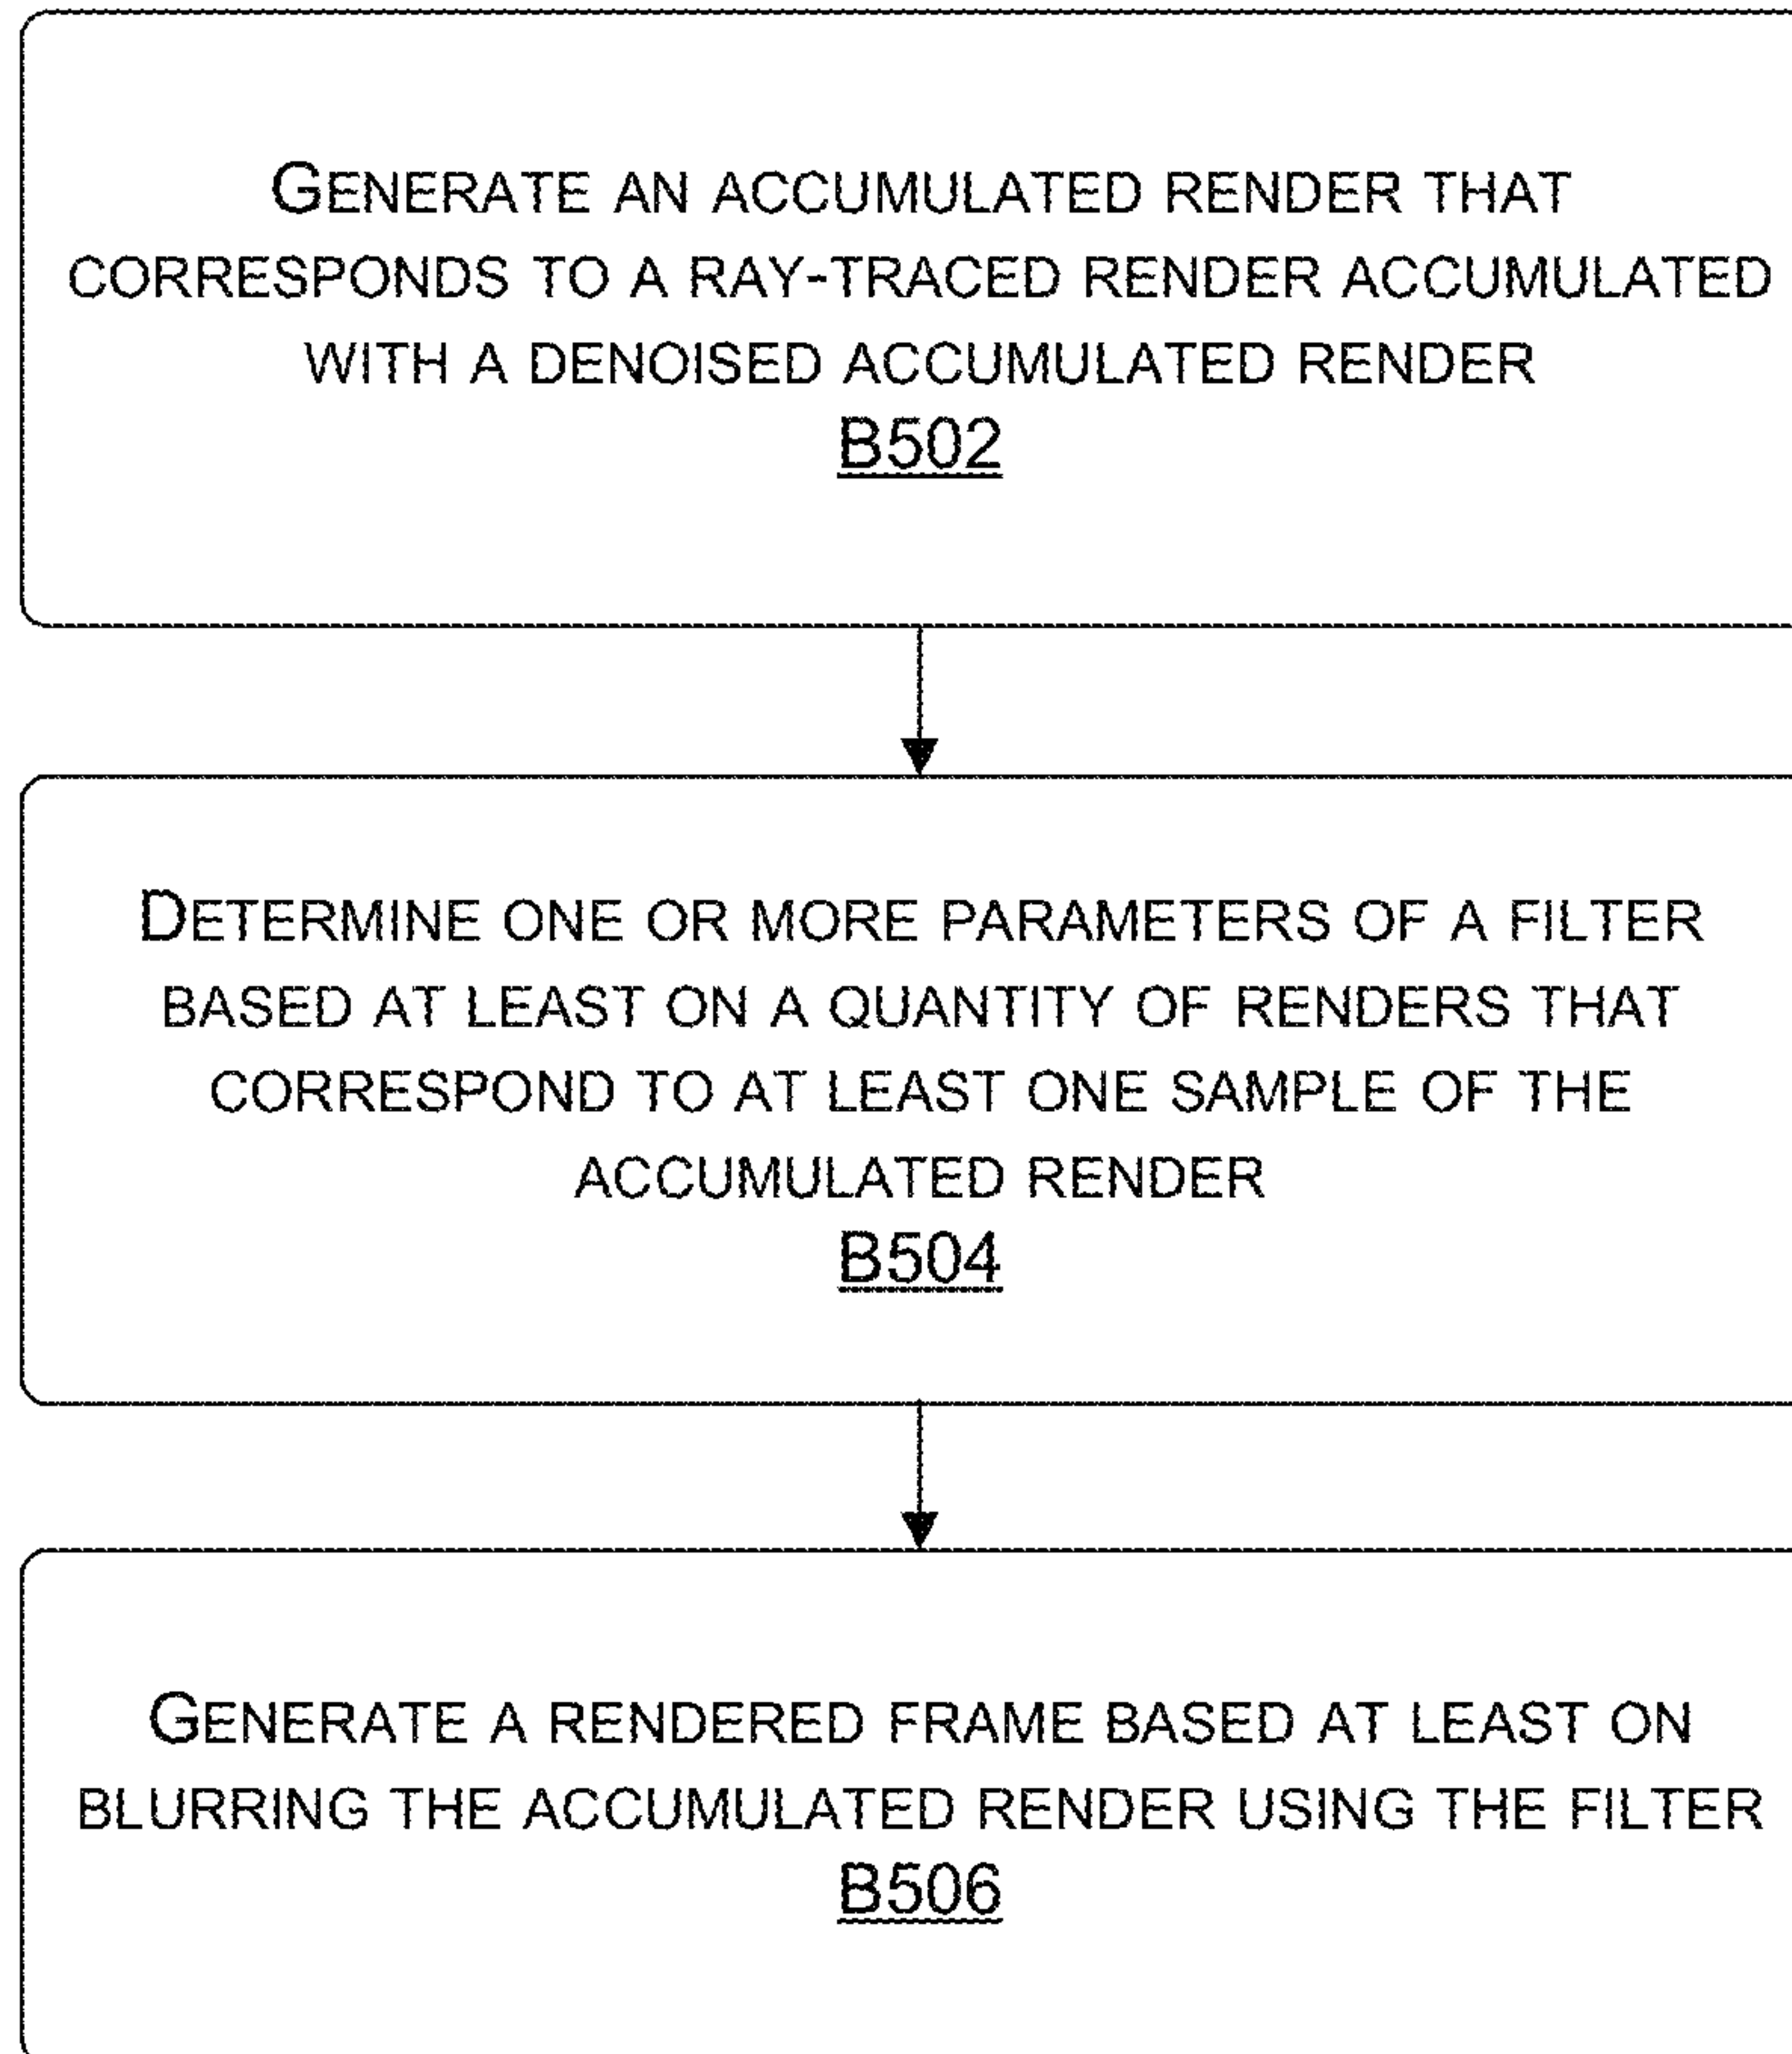 GENERATE AN ACCUMULATED RENDER THAT
CORRESPONDS TO A RAY-TRACED RENDER ACCUMULATED
WITH A DENOISED ACCUMULATED RENDER
B502
DETERMINE ONE OR MORE PARAMETERS OF A FILTER
BASED AT LEAST ON A QUANTITY OF RENDERS THAT
CORRESPOND TO AT LEAST ONE SAMPLE OF THE
ACCUMULATED RENDER
B504
GENERATE A RENDERED FRAME BASED AT LEAST ON
BLURRING THE ACCUMULATED RENDER USING THE FILTER
B506